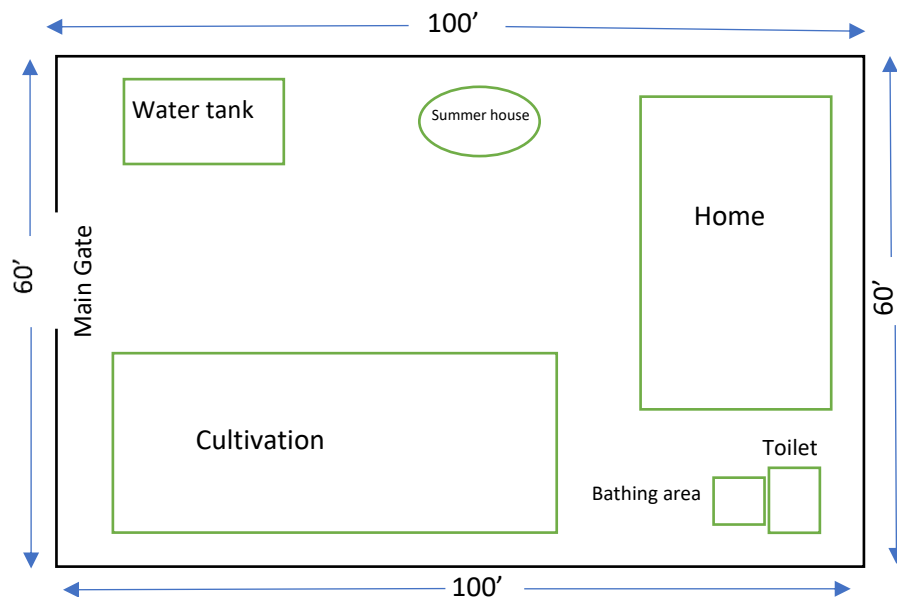 100’
Water tank
Summer house
Home
Main Gate
60’
60’
Cultivation
Toilet
Bathing area
100’